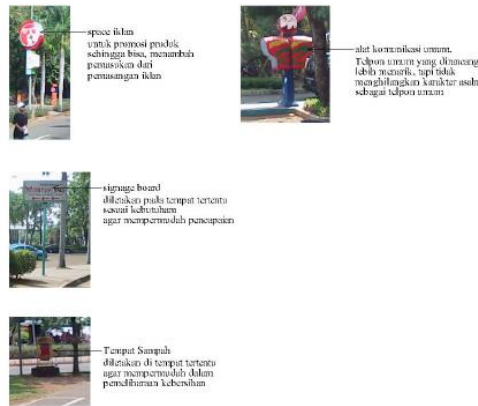 space iklan
untuk promosi produk
sehingga bisa, menambah
pemasukan dari
pemasangan iklan
alat komunikasi umum.
Telpon umum yang dirancang
lebih menarik, tapi tidak
menghilangkan karakter asalnya
sebagai telpon umum
signage board
diletakan pada tempat tertentu
sesuai kebutuham
agar mempermudah pencapaian
Tempat Sampah
diletakan di tempat tertentu
agar mempermudah dalam
pemeliharaan kebersihan